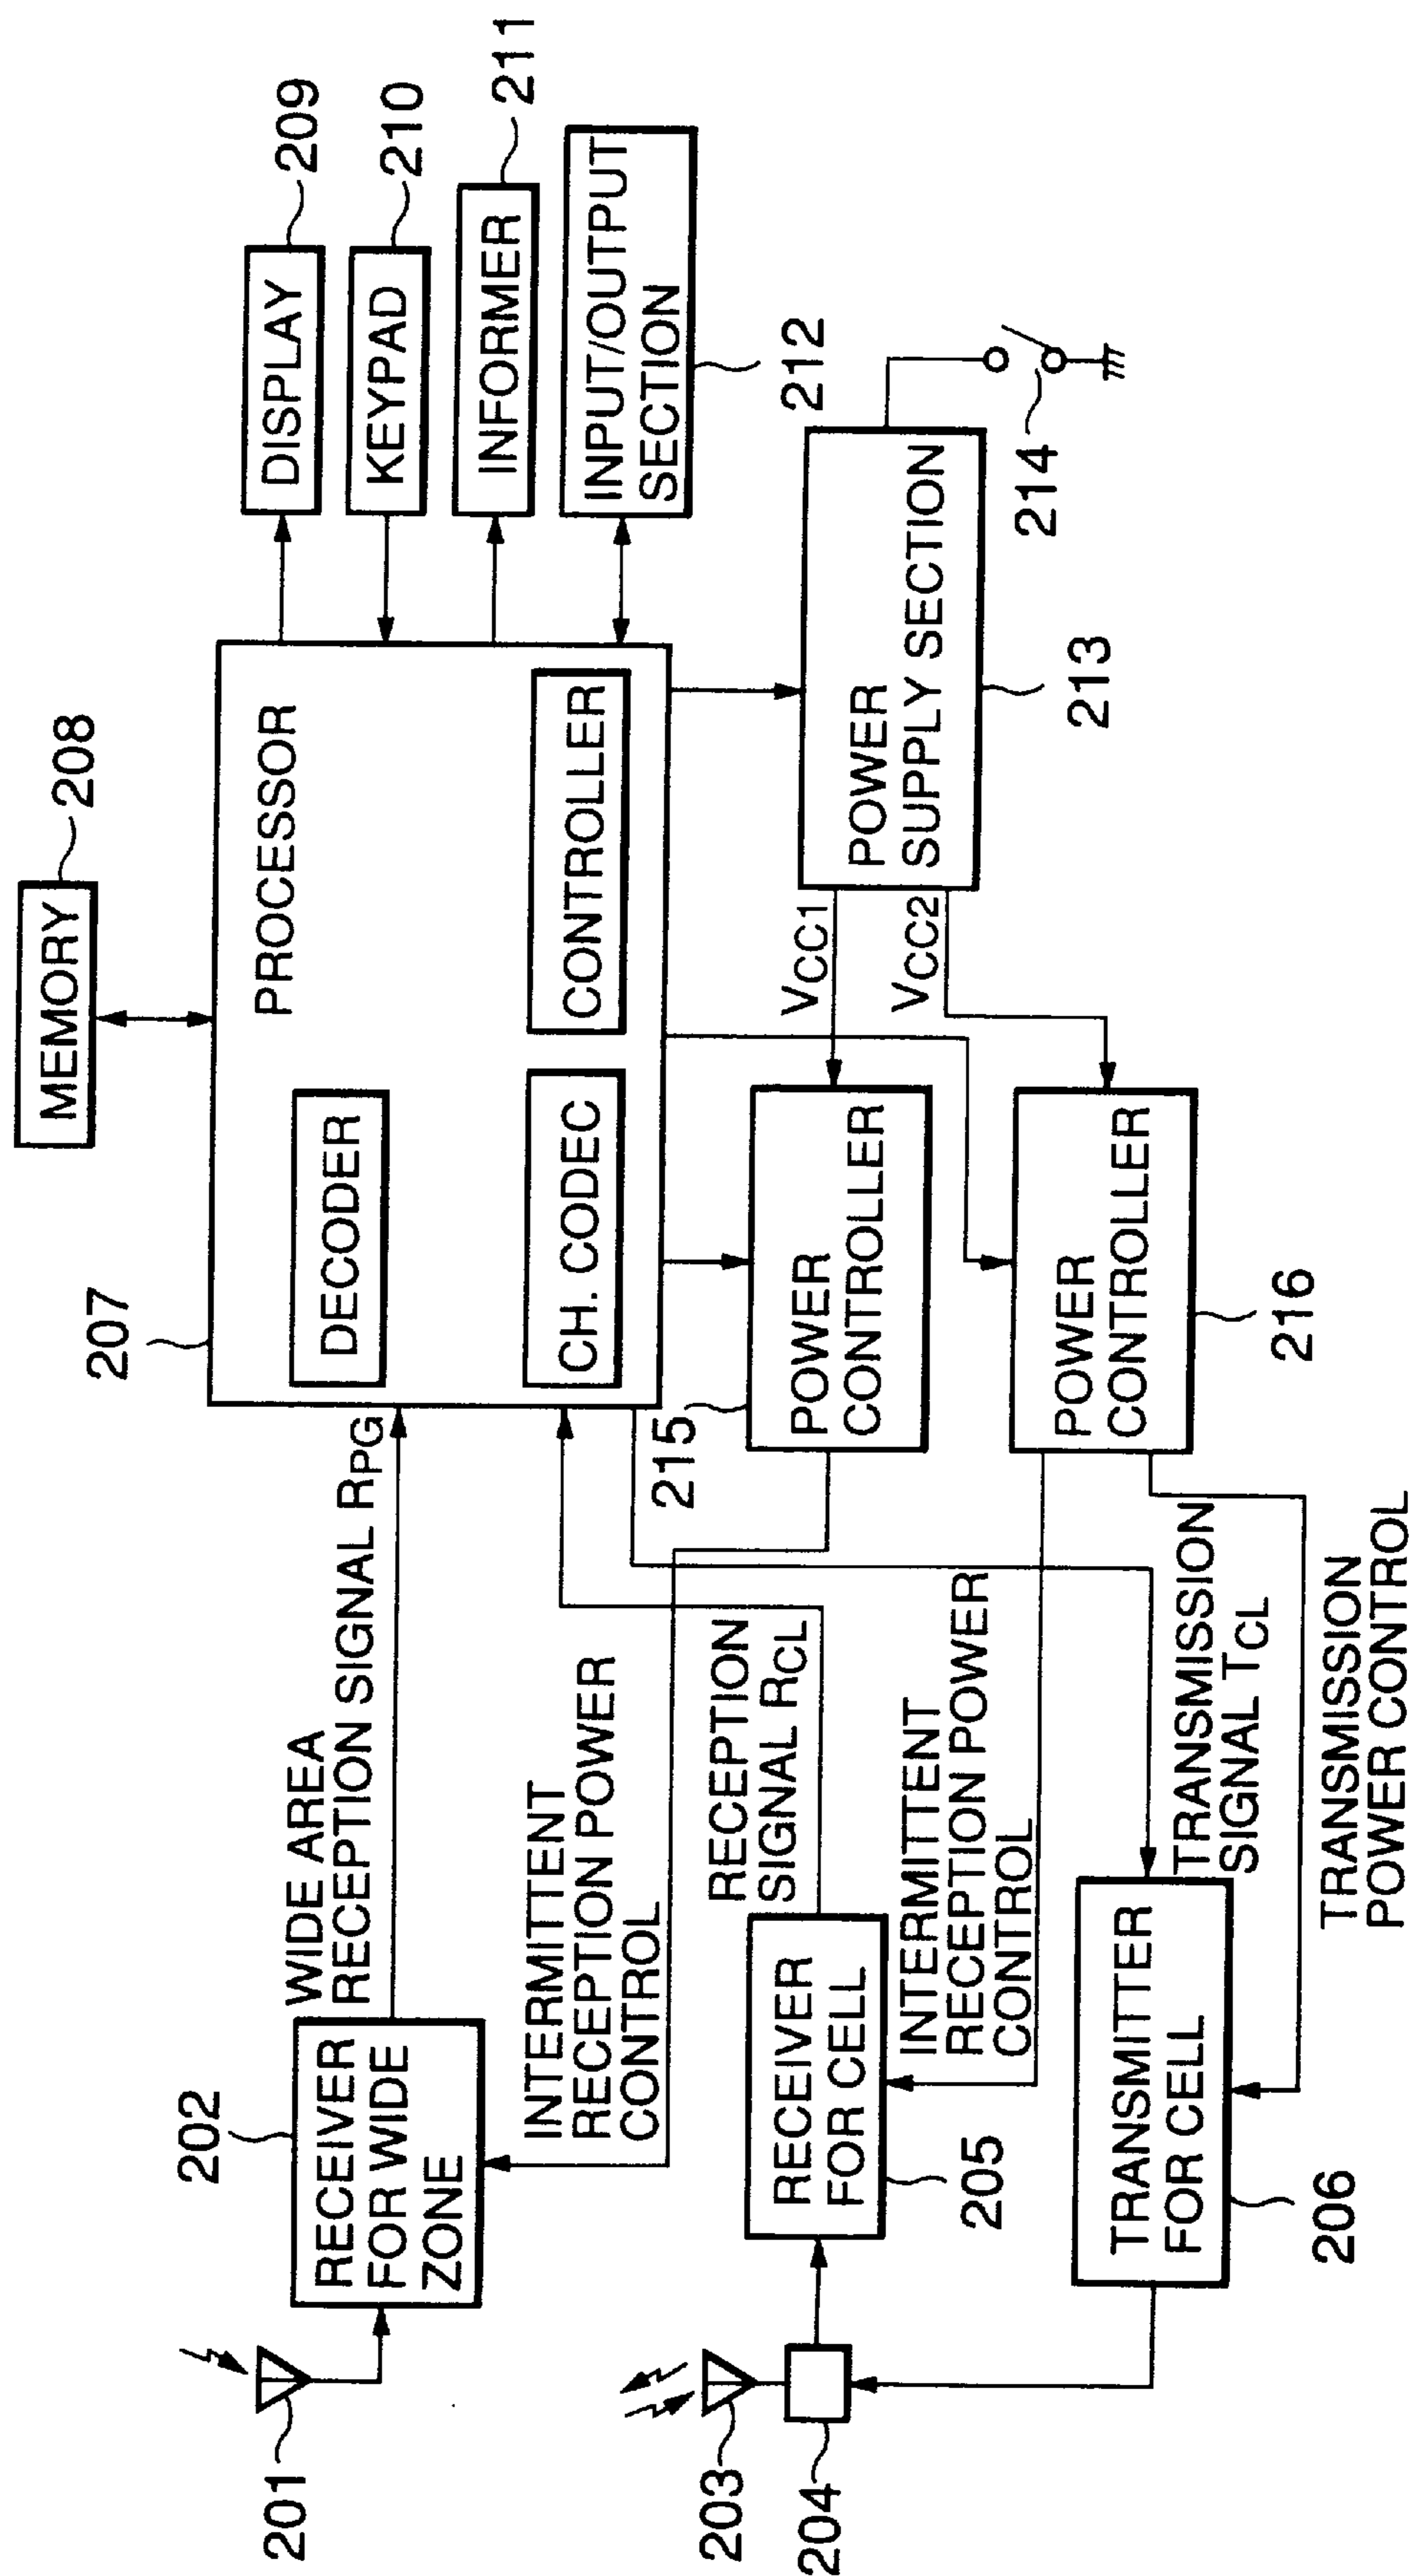 MEMORY
208
207
PROCESSOR
DECODER
CH. CODEC
CONTROLLER
DISPLAY
209
KEYPAD
210
INFORMER
211
INPUT/OUTPUT
SECTION
212
202
RECEIVER
FOR WIDE
ZONE
201
WIDE AREA
RECEPTION SIGNAL RPG
INTERMITTENT
RECEPTION POWER
CONTROL
215
POWER
CONTROLLER
VCC1
VCC2
POWER
SUPPLY SECTION
213
214
203
204
RECEIVER
FOR CELL
205
RECEPTION
SIGNAL RCL
INTERMITTENT
RECEPTION POWER
CONTROL
POWER
CONTROLLER
216
TRANSMITTER
FOR CELL
206
TRANSMISSION
SIGNAL TCL
TRANSMISSION
POWER CONTROL